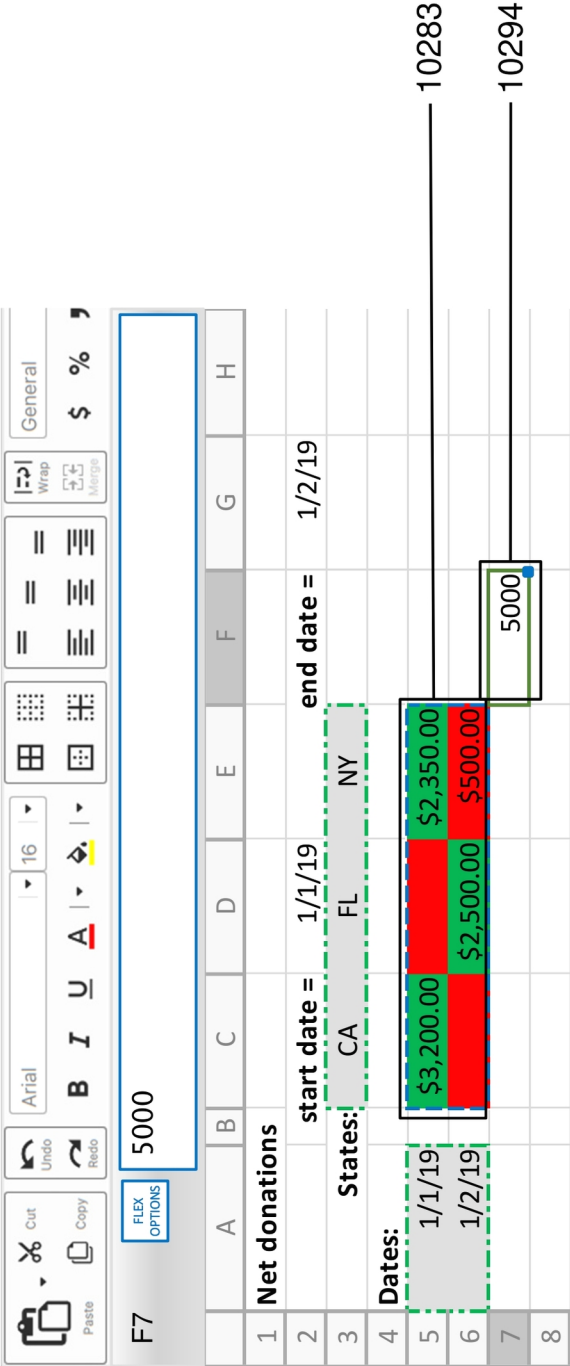 Cut
Copy
Paste
Undo
Redo
Arial
16
B I U A
Wrap
Merge
General
$ % ,
F7
FLEX
OPTIONS
5000
A B C D E F G H
1 Net donations
2 start date = 1/1/19 end date = 1/2/19
3 States: CA FL NY
4 Dates:
5 1/1/19 $3,200.00 $2,350.00
6 1/2/19 $2,500.00 $500.00
7 5000
8
10283
10294